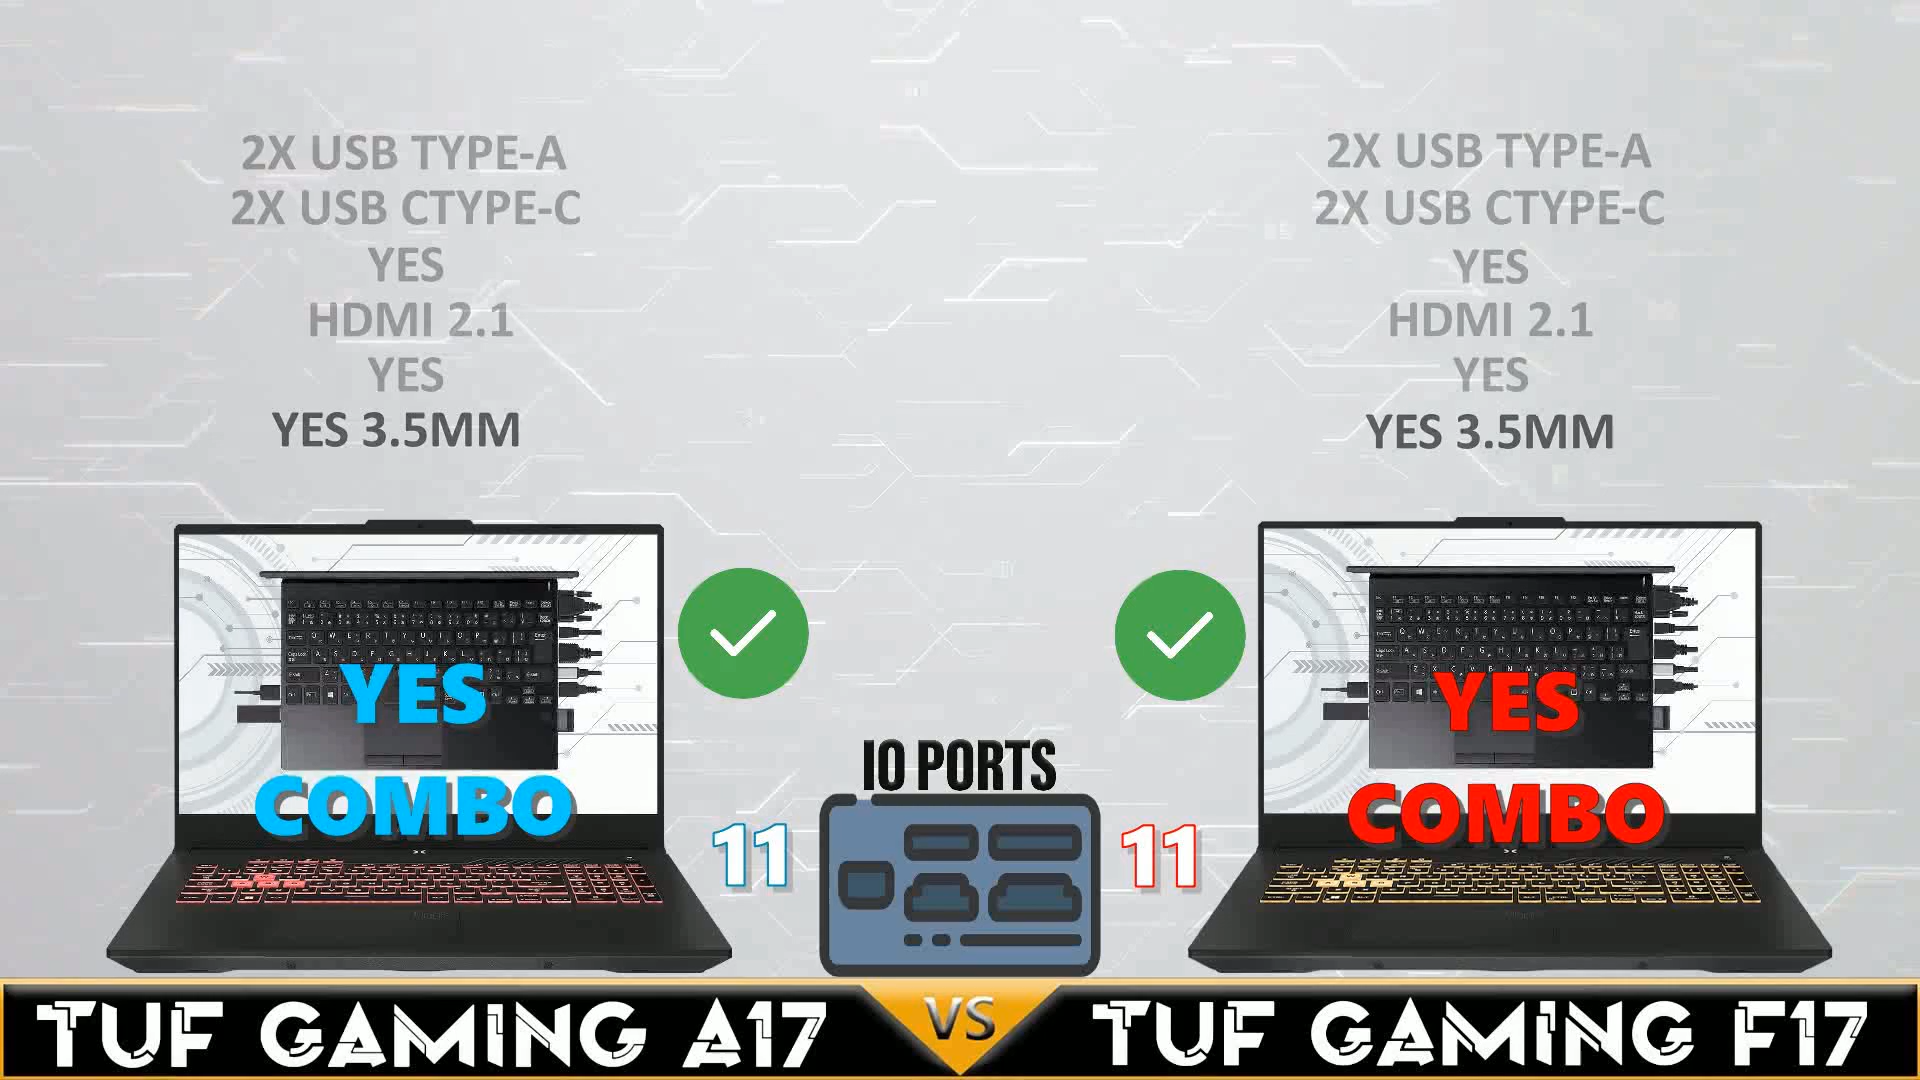 2X USB TYPE-A
2X USB CTYPE-C
YES
HDMI 2.1
YES
YES 3.5MM
2X USB TYPE-A
2X USB CTYPE-C
YES
HDMI 2.1
YES
YES 3.5MM
YES
COMBO
YES
COMBO
IO PORTS
11
11
TUF GAMING A17
VS
TUF GAMING F17